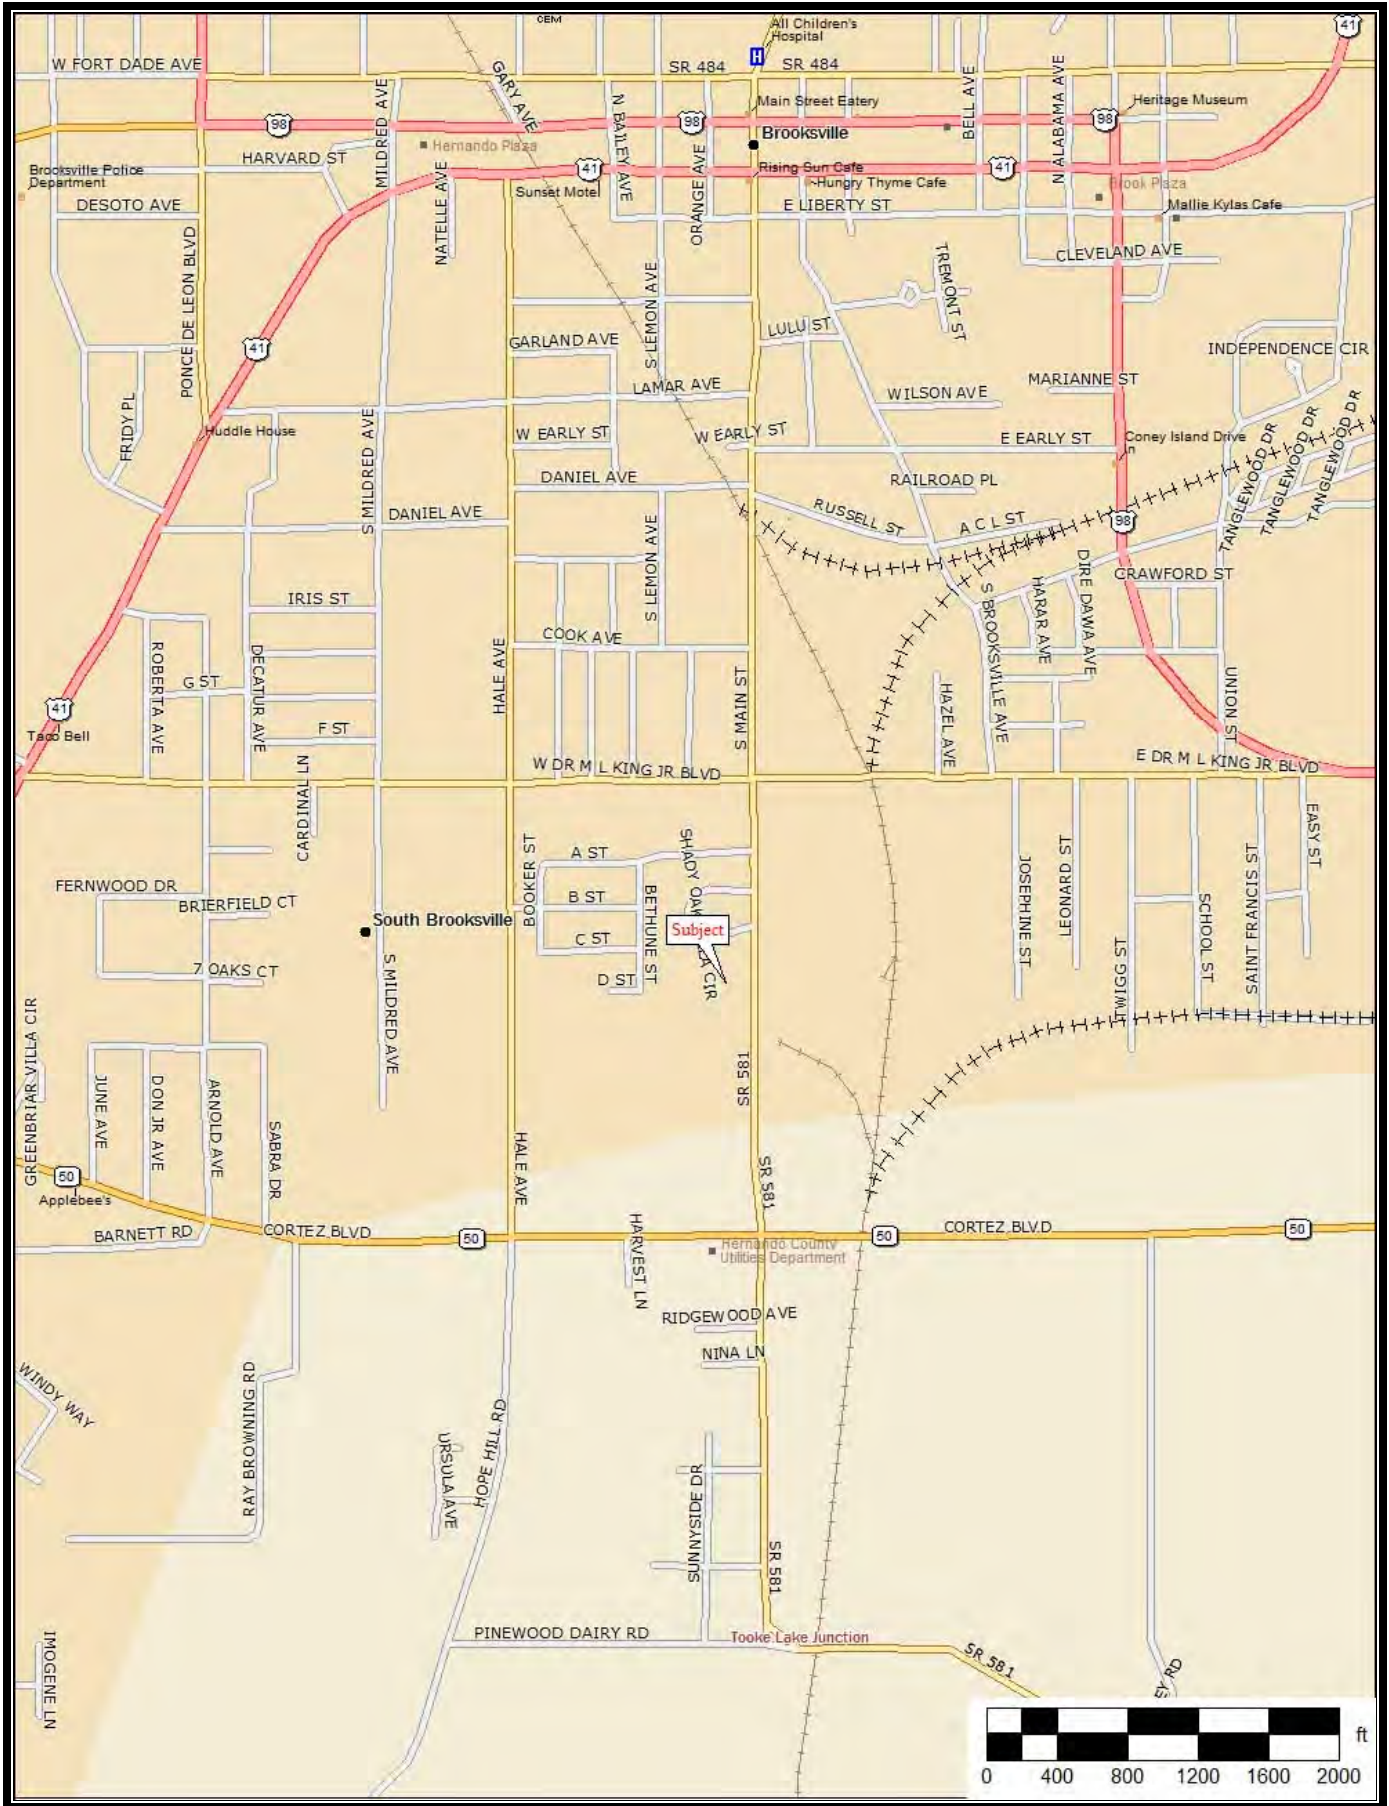 CEM
All Children's
Hospital
41
W FORT DADE AVE
SR 484
H
SR 484
GARY AVE
MILDRED AVE
N BAILEY AVE
BELL AVE
N ALABAMA AVE
Main Street Eatery
Heritage Museum
98
98
98
Brooksville
Hernando Plaza
HARVARD ST
ORANGE AVE
Brooksville Police
Department
41
Rising Sun Cafe
41
Sunset Motel
Hungry Thyme Cafe
Brook Plaza
NATELLE AVE
DESOTO AVE
E LIBERTY ST
Mallie Kylas Cafe
PONCE DE LEON BLVD
CLEVELAND AVE
TREMONT ST
S LEMON AVE
LULU ST
GARLAND AVE
41
INDEPENDENCE CIR
LAMAR AVE
MARIANNE ST
WILSON AVE
FRIDY PL
Huddle House
S MILDRED AVE
W EARLY ST
W EARLY ST
E EARLY ST
Coney Island Drive
TANGLEWOOD DR
TANGLEWOOD DR
TANGLEWOOD DR
DANIEL AVE
RAILROAD PL
DANIEL AVE
RUSSELL ST
A C L ST
98
S LEMON AVE
CRAWFORD ST
DIRE DAWA AVE
HARAR AVE
S BROOKSVILLE AVE
IRIS ST
COOK AVE
HALE AVE
ROBERTA AVE
DECATUR AVE
G ST
S MAIN ST
HAZEL AVE
UNION ST
41
Taco Bell
F ST
W DR M L KING JR BLVD
E DR M L KING JR BLVD
CARDINAL LN
BOOKER ST
A ST
EASY ST
FERNWOOD DR
BRIERFIELD CT
B ST
BETHUNE ST
JOSEPHINE ST
LEONARD ST
SCHOOL ST
SAINT FRANCIS ST
South Brooksville
Subject
C ST
TWIGG ST
7 OAKS CT
D ST
S MILDRED AVE
GREENBRIAR VILLA CIR
SR 581
JUNE AVE
DON JR AVE
ARNOLD AVE
SABRA DR
HALE AVE
SR 581
50
Applebee's
BARNETT RD
CORTEZ BLVD
50
50
CORTEZ BLVD
50
HARVEST LN
Hernando County
Utilities Department
RIDGEWOOD AVE
NINA LN
WINDY WAY
RAY BROWNING RD
HOPE HILL RD
URSULA AVE
SUNNYSIDE DR
SR 581
PINEWOOD DAIRY RD
Tooke Lake Junction
SR 581
IMOGENE LN
EY RD
ft
0 400 800 1200 1600 2000